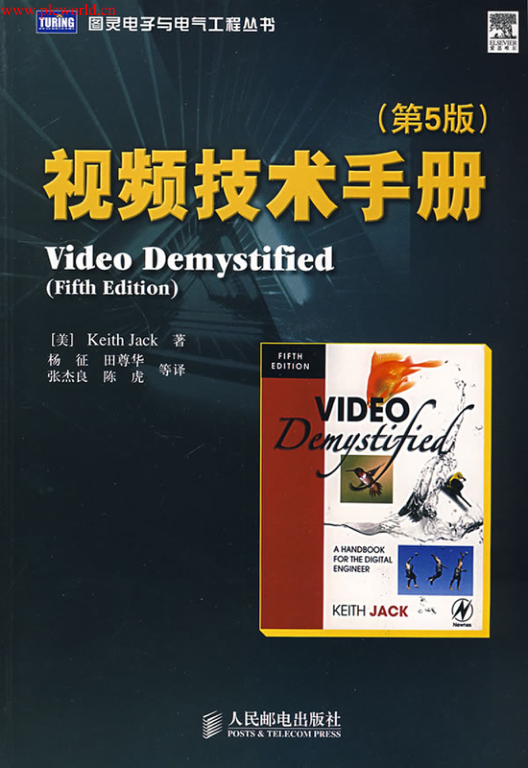 www.plcworld.cn
TURING 图灵电子与电气工程丛书
ELSEVIER
(第5版)
视频技术手册
Video Demystified
(Fifth Edition)
[美] Keith Jack 著
杨 征 田尊华
张杰良 陈 虎 等译
FIFTH
EDITION
VIDEO
Demystified
A HANDBOOK
FOR THE DIGITAL
ENGINEER
KEITH JACK
Newnes
人民邮电出版社
POSTS & TELECOM PRESS